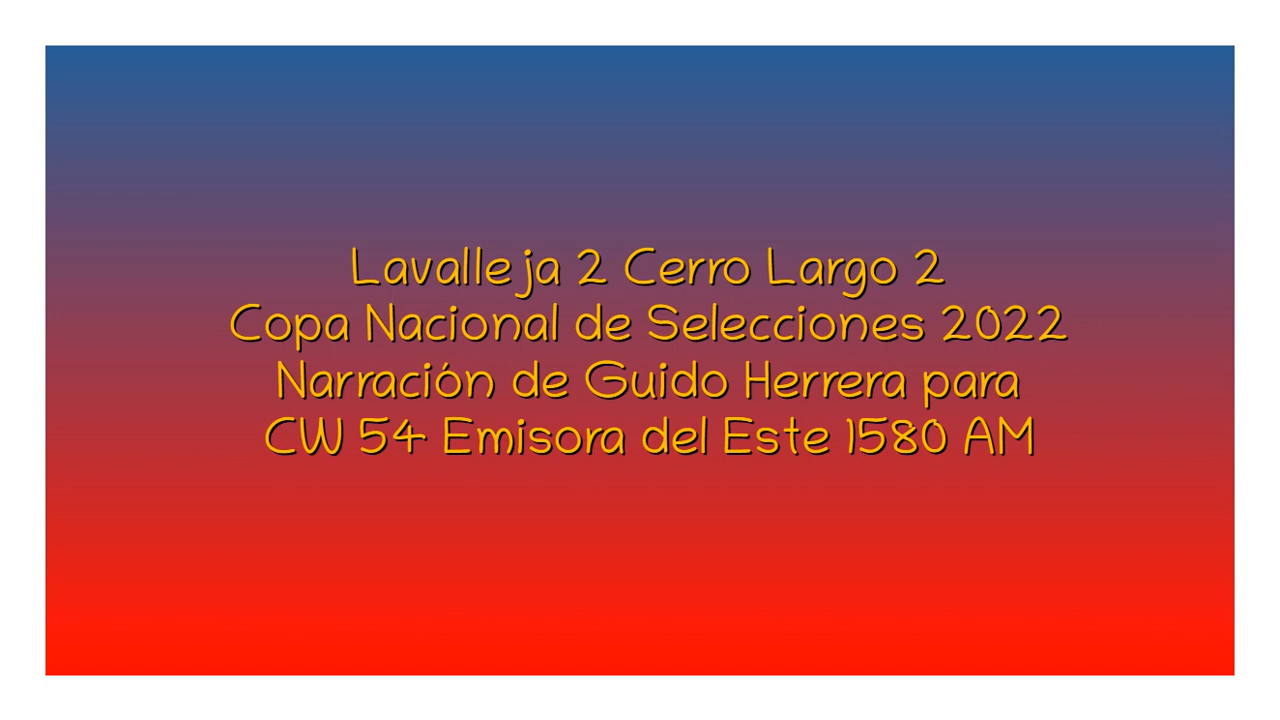 Lavalleja 2 Cerro Largo 2
Copa Nacional de Selecciones 2022
Narración de Guido Herrera para
CW 54 Emisora del Este 1580 AM